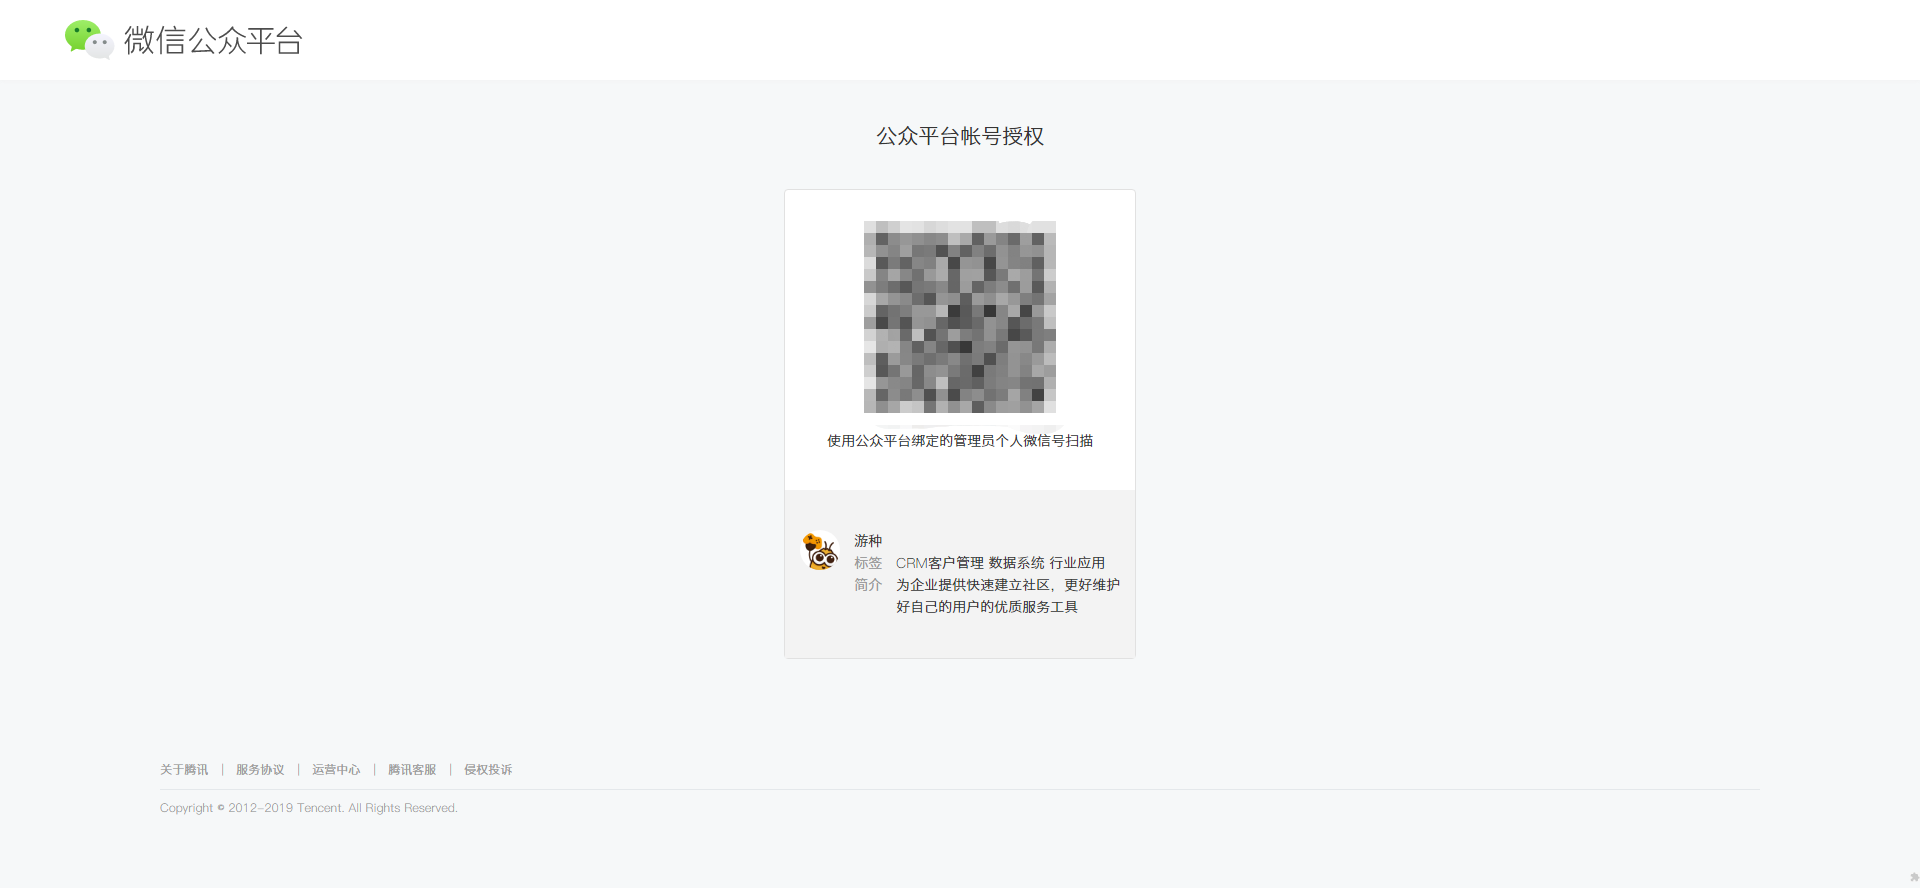 微信公众平台
公众平台帐号授权
使用公众平台绑定的管理员个人微信号扫描
游种
标签 CRM客户管理 数据系统 行业应用
简介 为企业提供快速建立社区，更好维护
好自己的用户的优质服务工具
关于腾讯 | 服务协议 | 运营中心 | 腾讯客服 | 侵权投诉
Copyright © 2012-2019 Tencent. All Rights Reserved.